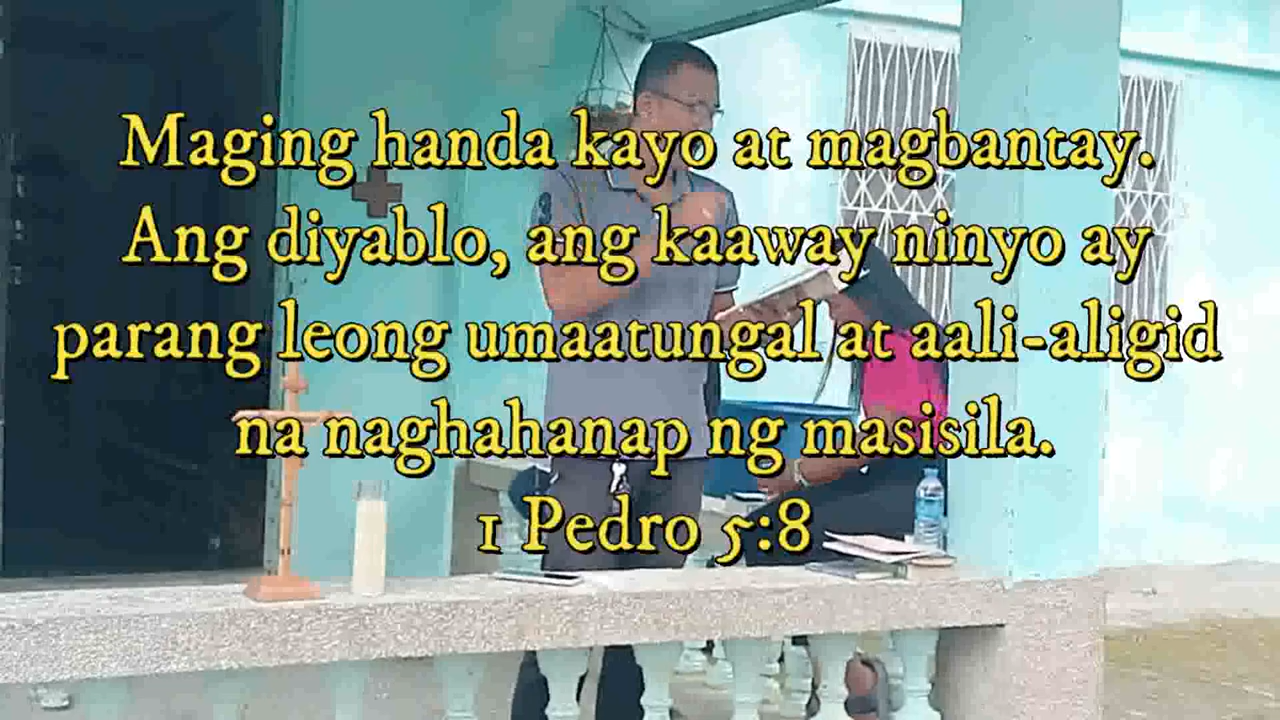 Maging handa kayo at magbantay.
Ang diyablo, ang kaaway ninyo ay
parang leong umaatungal at aali-aligid
na naghahanap ng masisila.
1 Pedro 5:8